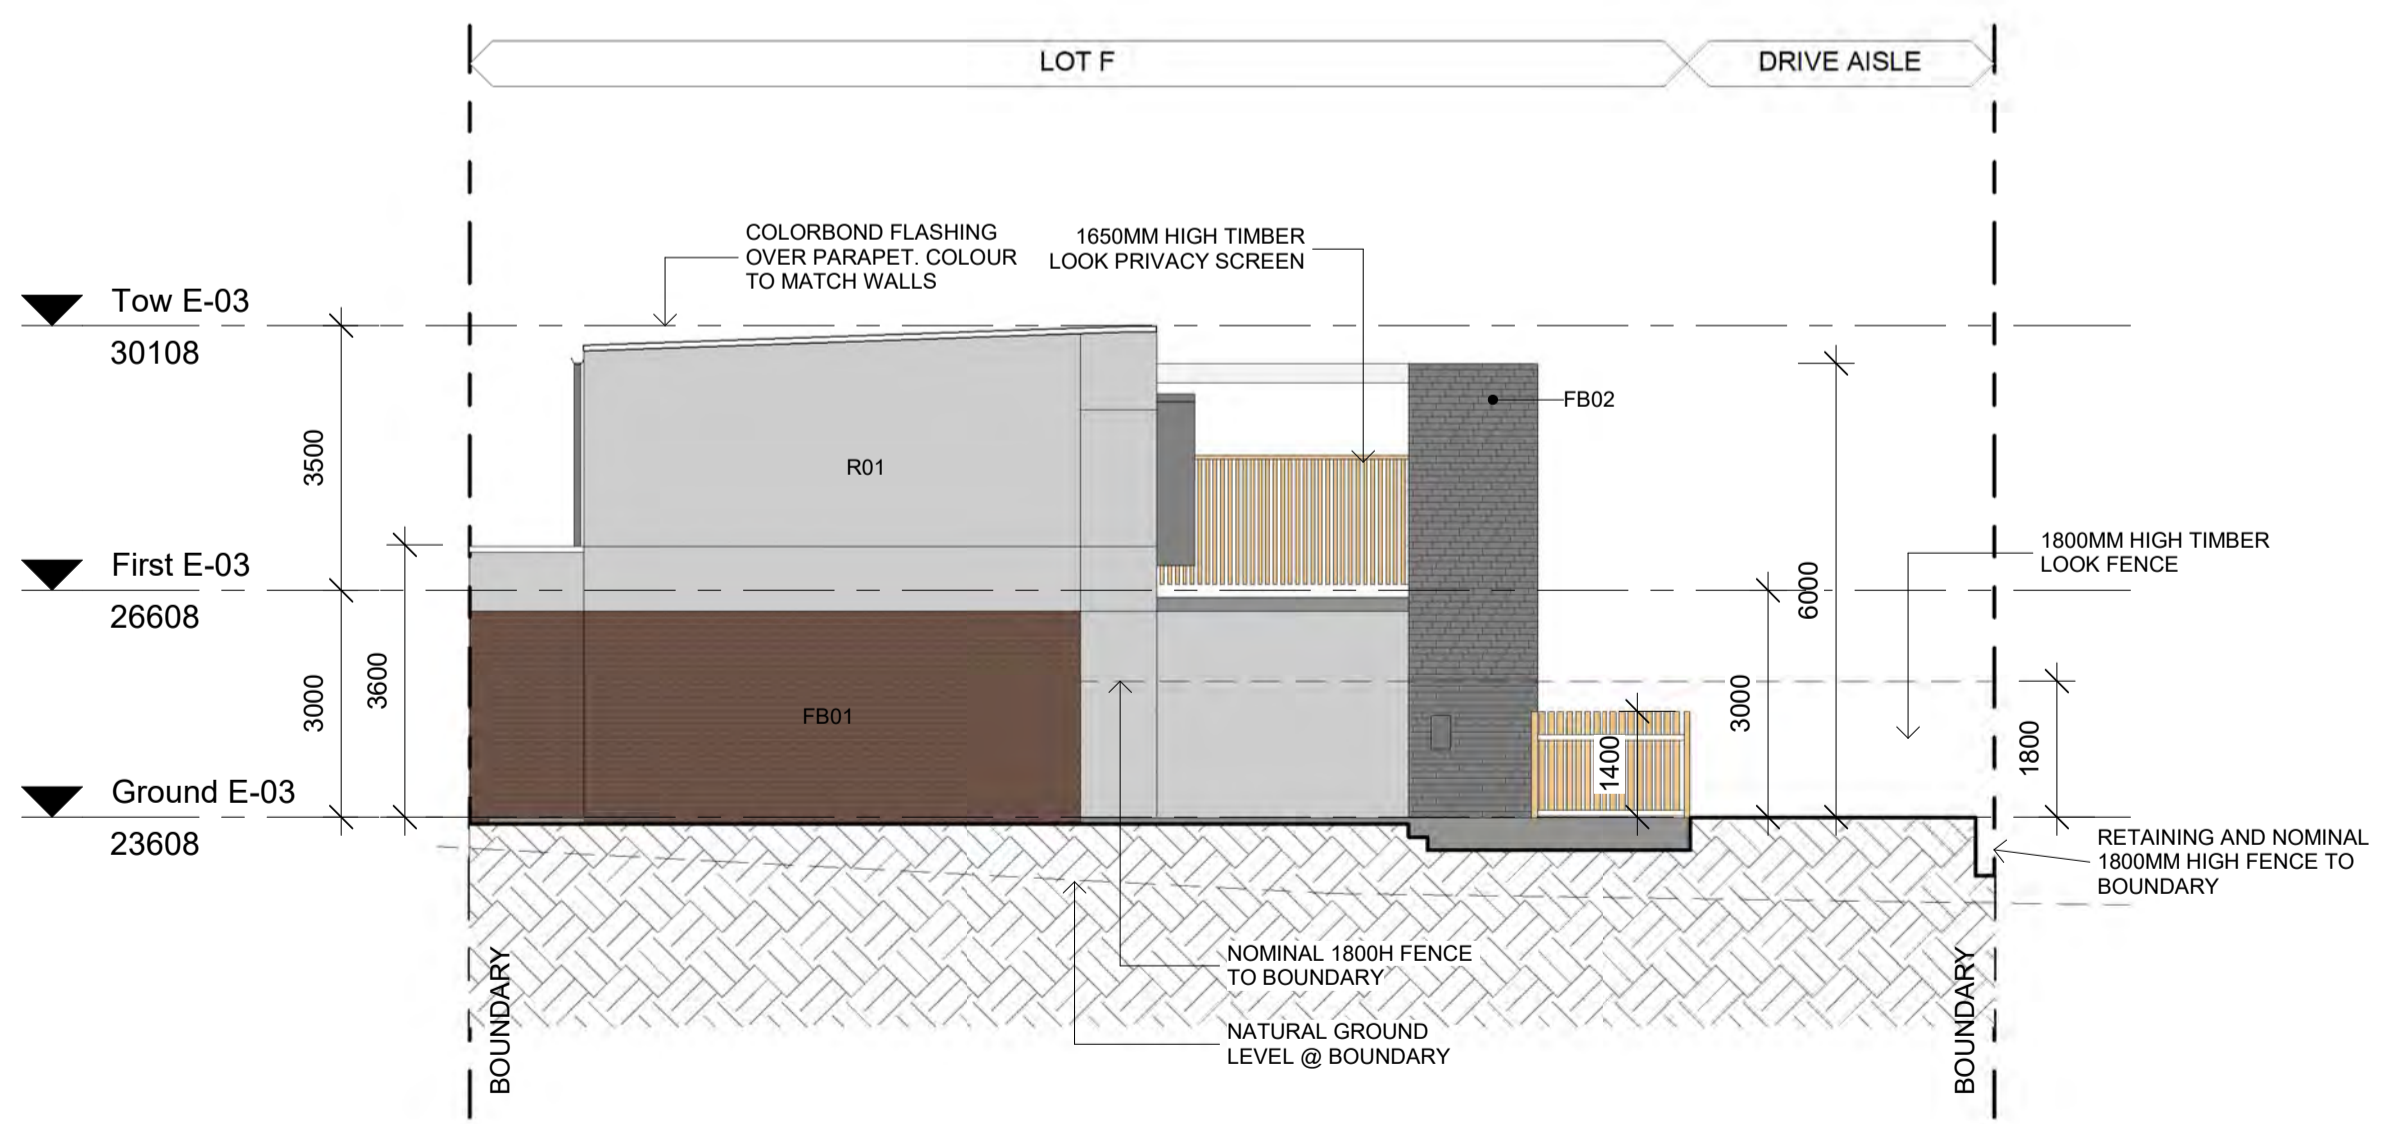 LOT F
DRIVE AISLE
COLORBOND FLASHING
OVER PARAPET. COLOUR
TO MATCH WALLS
1650MM HIGH TIMBER
LOOK PRIVACY SCREEN
Tow E-03
30108
FB02
3500
R01
1800MM HIGH TIMBER
LOOK FENCE
First E-03
26608
6000
3600
3000
3000
FB01
1400
1800
Ground E-03
23608
RETAINING AND NOMINAL
1800MM HIGH FENCE TO
BOUNDARY
NOMINAL 1800H FENCE
TO BOUNDARY
BOUNDARY
BOUNDARY
NATURAL GROUND
LEVEL @ BOUNDARY